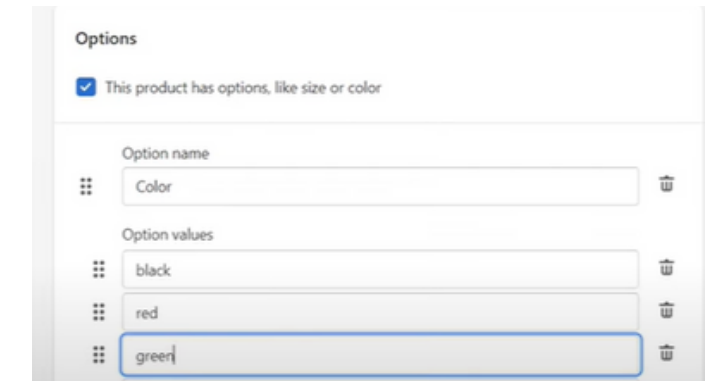 Options
This product has options, like size or color
Option name
Color
Option values
black
red
green